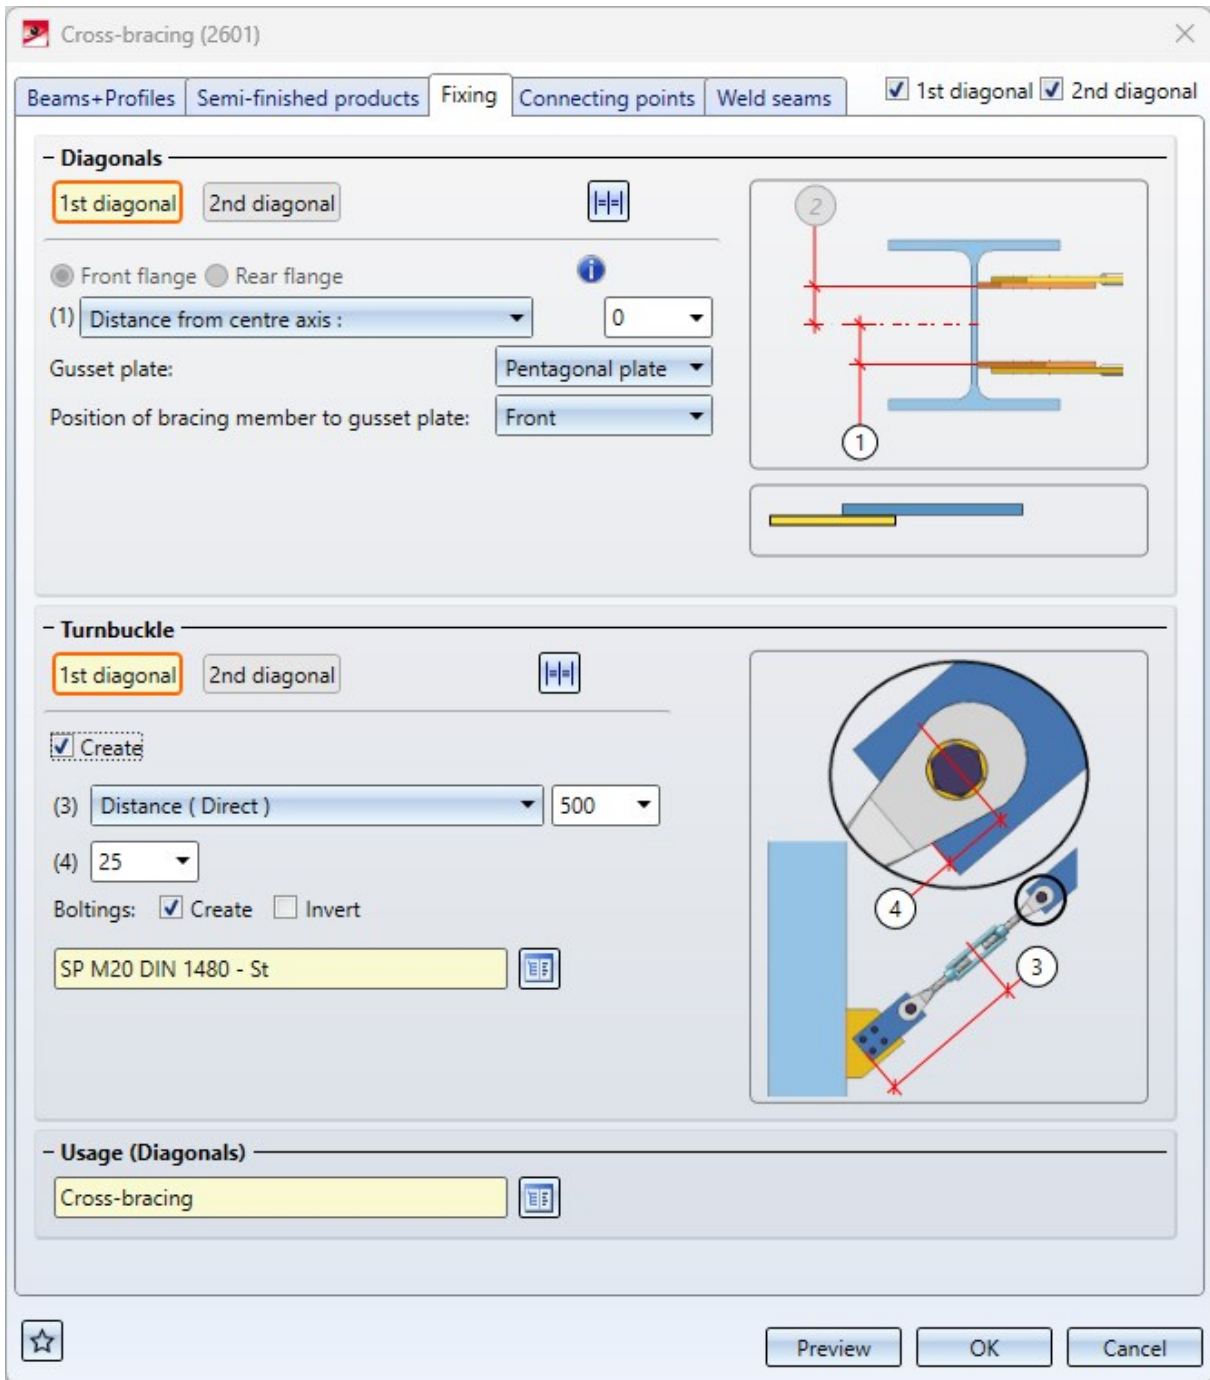 Cross-bracing (2601)
Beams+Profiles Semi-finished products Fixing Connecting points Weld seams 1st diagonal 2nd diagonal
Diagonals
1st diagonal 2nd diagonal
Front flange Rear flange
(1) Distance from centre axis : 0
Gusset plate: Pentagonal plate
Position of bracing member to gusset plate: Front
2
1
Turnbuckle
1st diagonal 2nd diagonal
Create
(3) Distance ( Direct ) 500
(4) 25
Boltings: Create Invert
SP M20 DIN 1480 - St
4
3
Usage (Diagonals)
Cross-bracing
Preview OK Cancel